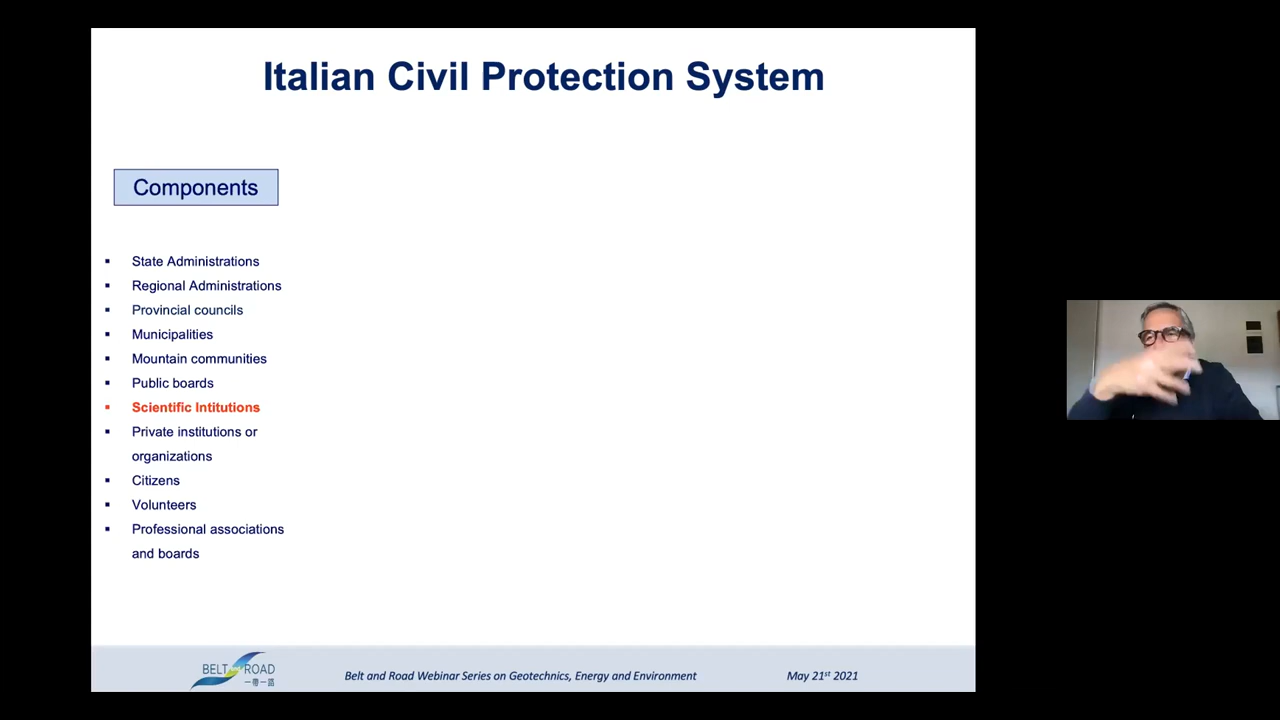 Italian Civil Protection System
Components
▪ State Administrations
▪ Regional Administrations
▪ Provincial councils
▪ Municipalities
▪ Mountain communities
▪ Public boards
▪ Scientific Intitutions
▪ Private institutions or
organizations
▪ Citizens
▪ Volunteers
▪ Professional associations
and boards
BELT ROAD
一帶一路
Belt and Road Webinar Series on Geotechnics, Energy and Environment
May 21st 2021